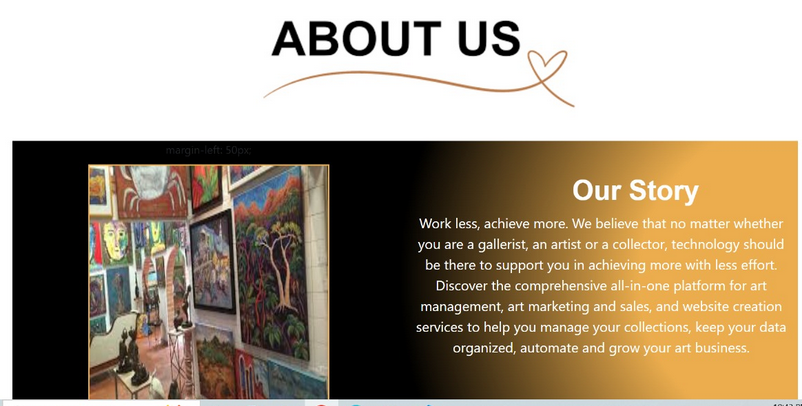 ABOUT US
margin-left: 50px;
Our Story
Work less, achieve more. We believe that no matter whether
you are a gallerist, an artist or a collector, technology should
be there to support you in achieving more with less effort.
Discover the comprehensive all-in-one platform for art
management, art marketing and sales, and website creation
services to help you manage your collections, keep your data
organized, automate and grow your art business.